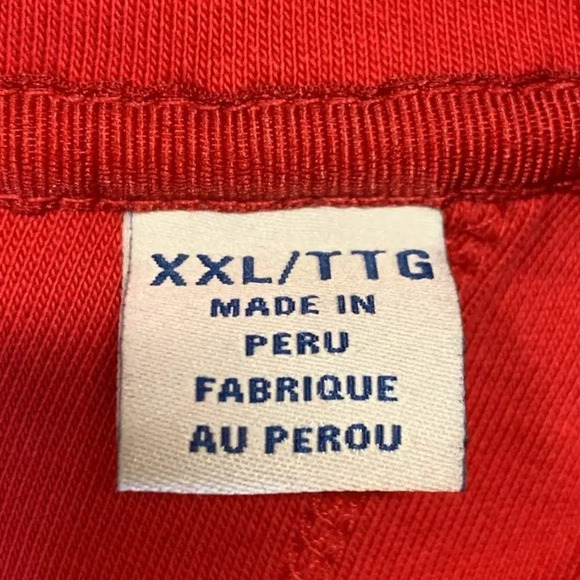 XXL/TTG
MADE IN
PERU
FABRIQUE
AU PEROU